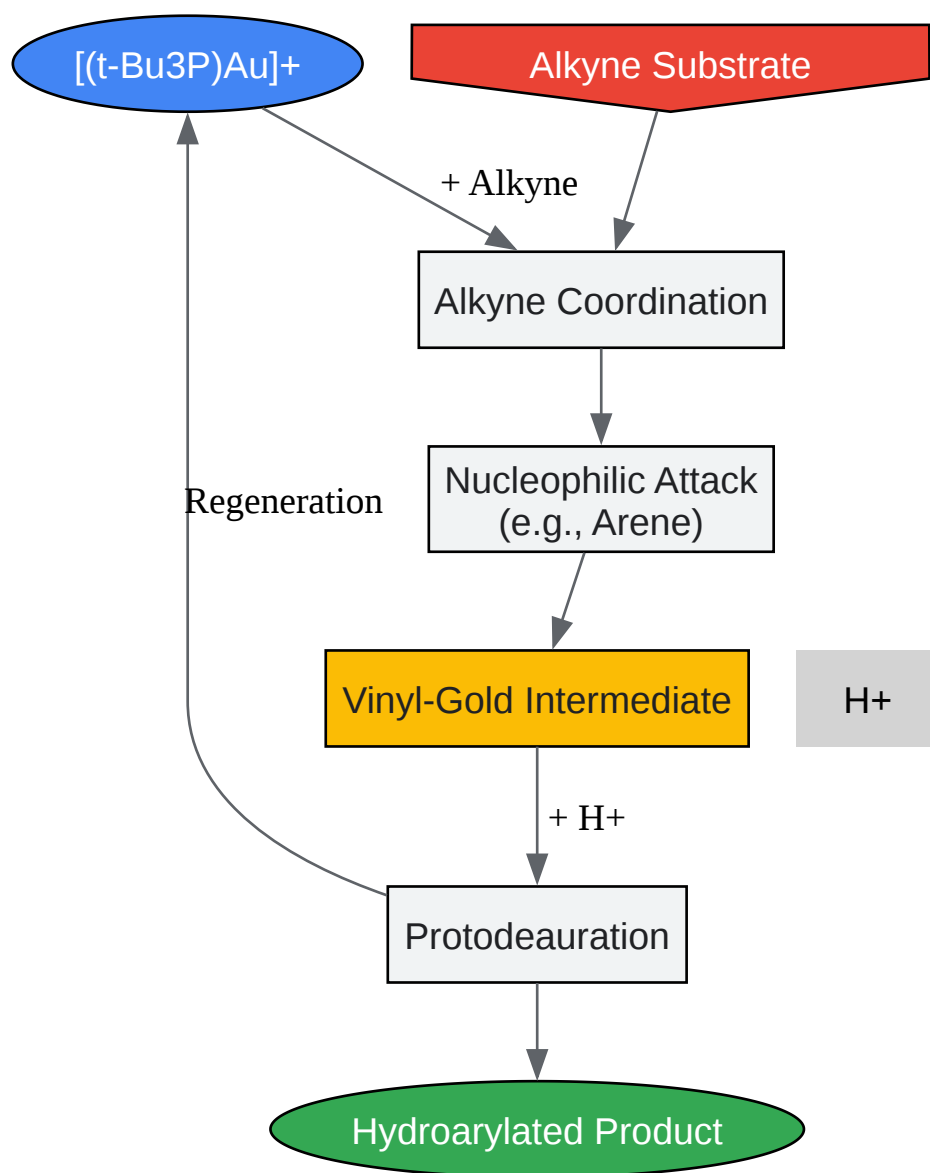 [(t-Bu3P)Au]+
Alkyne Substrate
+ Alkyne
Alkyne Coordination
Nucleophilic Attack
(e.g., Arene)
Regeneration
Vinyl-Gold Intermediate
H+
+ H+
Protodeauration
Hydroarylated Product